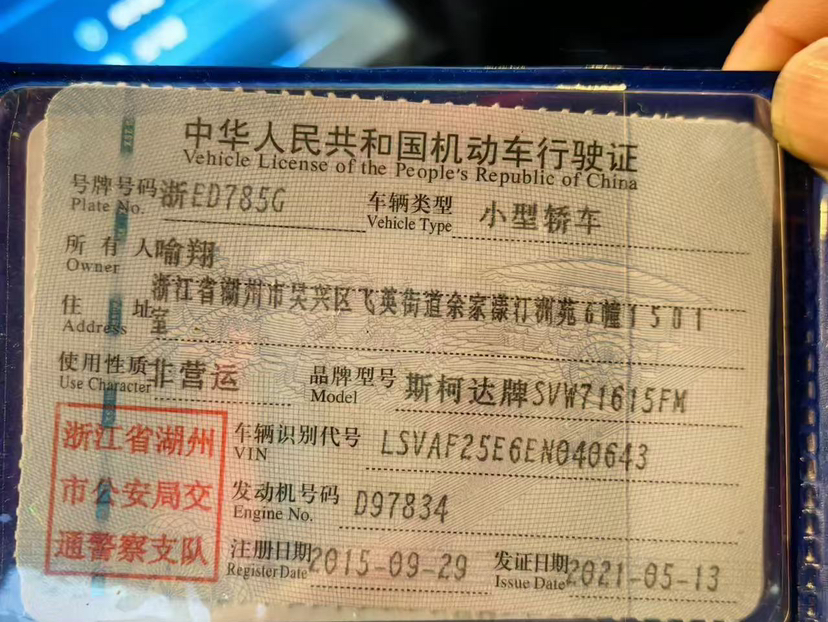 中华人民共和国机动车行驶证
Vehicle License of the People's Republic of China
号牌号码 浙ED785G 车辆类型 小型轿车
Plate No. Vehicle Type
所有人 喻翔
Owner
住址 浙江省湖州市吴兴区飞英街道余家漾汀洲苑6幢1501
Address 室
使用性质 非营运 品牌型号 斯柯达牌SVW71615FM
Use Character Model
浙江省湖州
市公安局交
通警察支队
车辆识别代号 LSVAF25E6EN040643
VIN
发动机号码 D97834
Engine No.
注册日期 2015-09-29 发证日期 2021-05-13
Register Date Issue Date